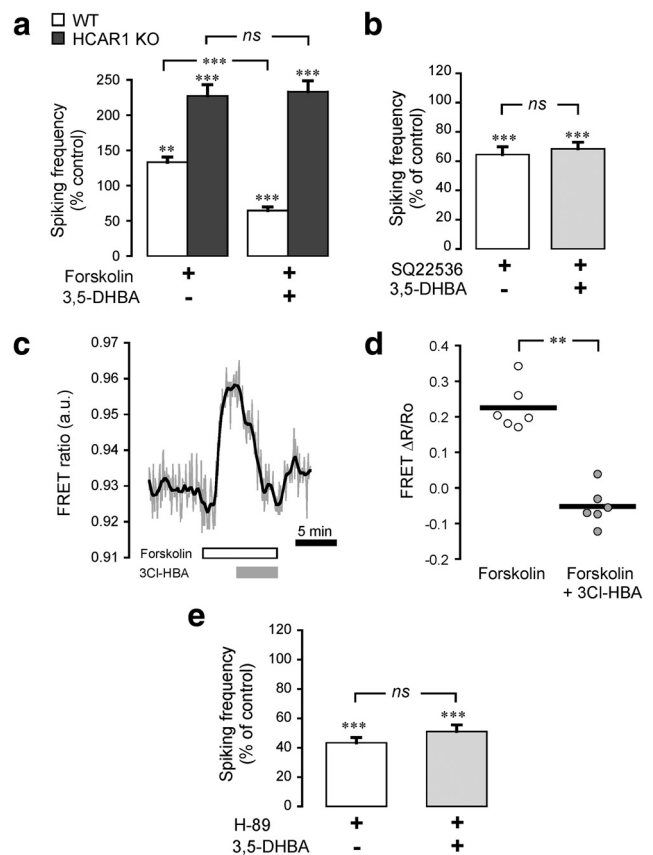 a
WT
HCAR1 KO
ns
***
***
***
**
***
Spiking frequency
(% control)
250
200
150
100
50
0
Forskolin + +
3,5-DHBA - +
b
ns
***
***
Spiking frequency
(% of control)
120
100
80
60
40
20
0
SQ22536 + +
3,5-DHBA - +
c
FRET ratio (a.u.)
0.97
0.96
0.95
0.94
0.93
0.92
0.91
5 min
Forskolin
3Cl-HBA
d
**
FRET ΔR/Ro
0.4
0.3
0.2
0.1
0.0
-0.1
-0.2
Forskolin
Forskolin
+ 3Cl-HBA
e
ns
***
***
Spiking frequency
(% of control)
120
100
80
60
40
20
0
H-89 + +
3,5-DHBA - +